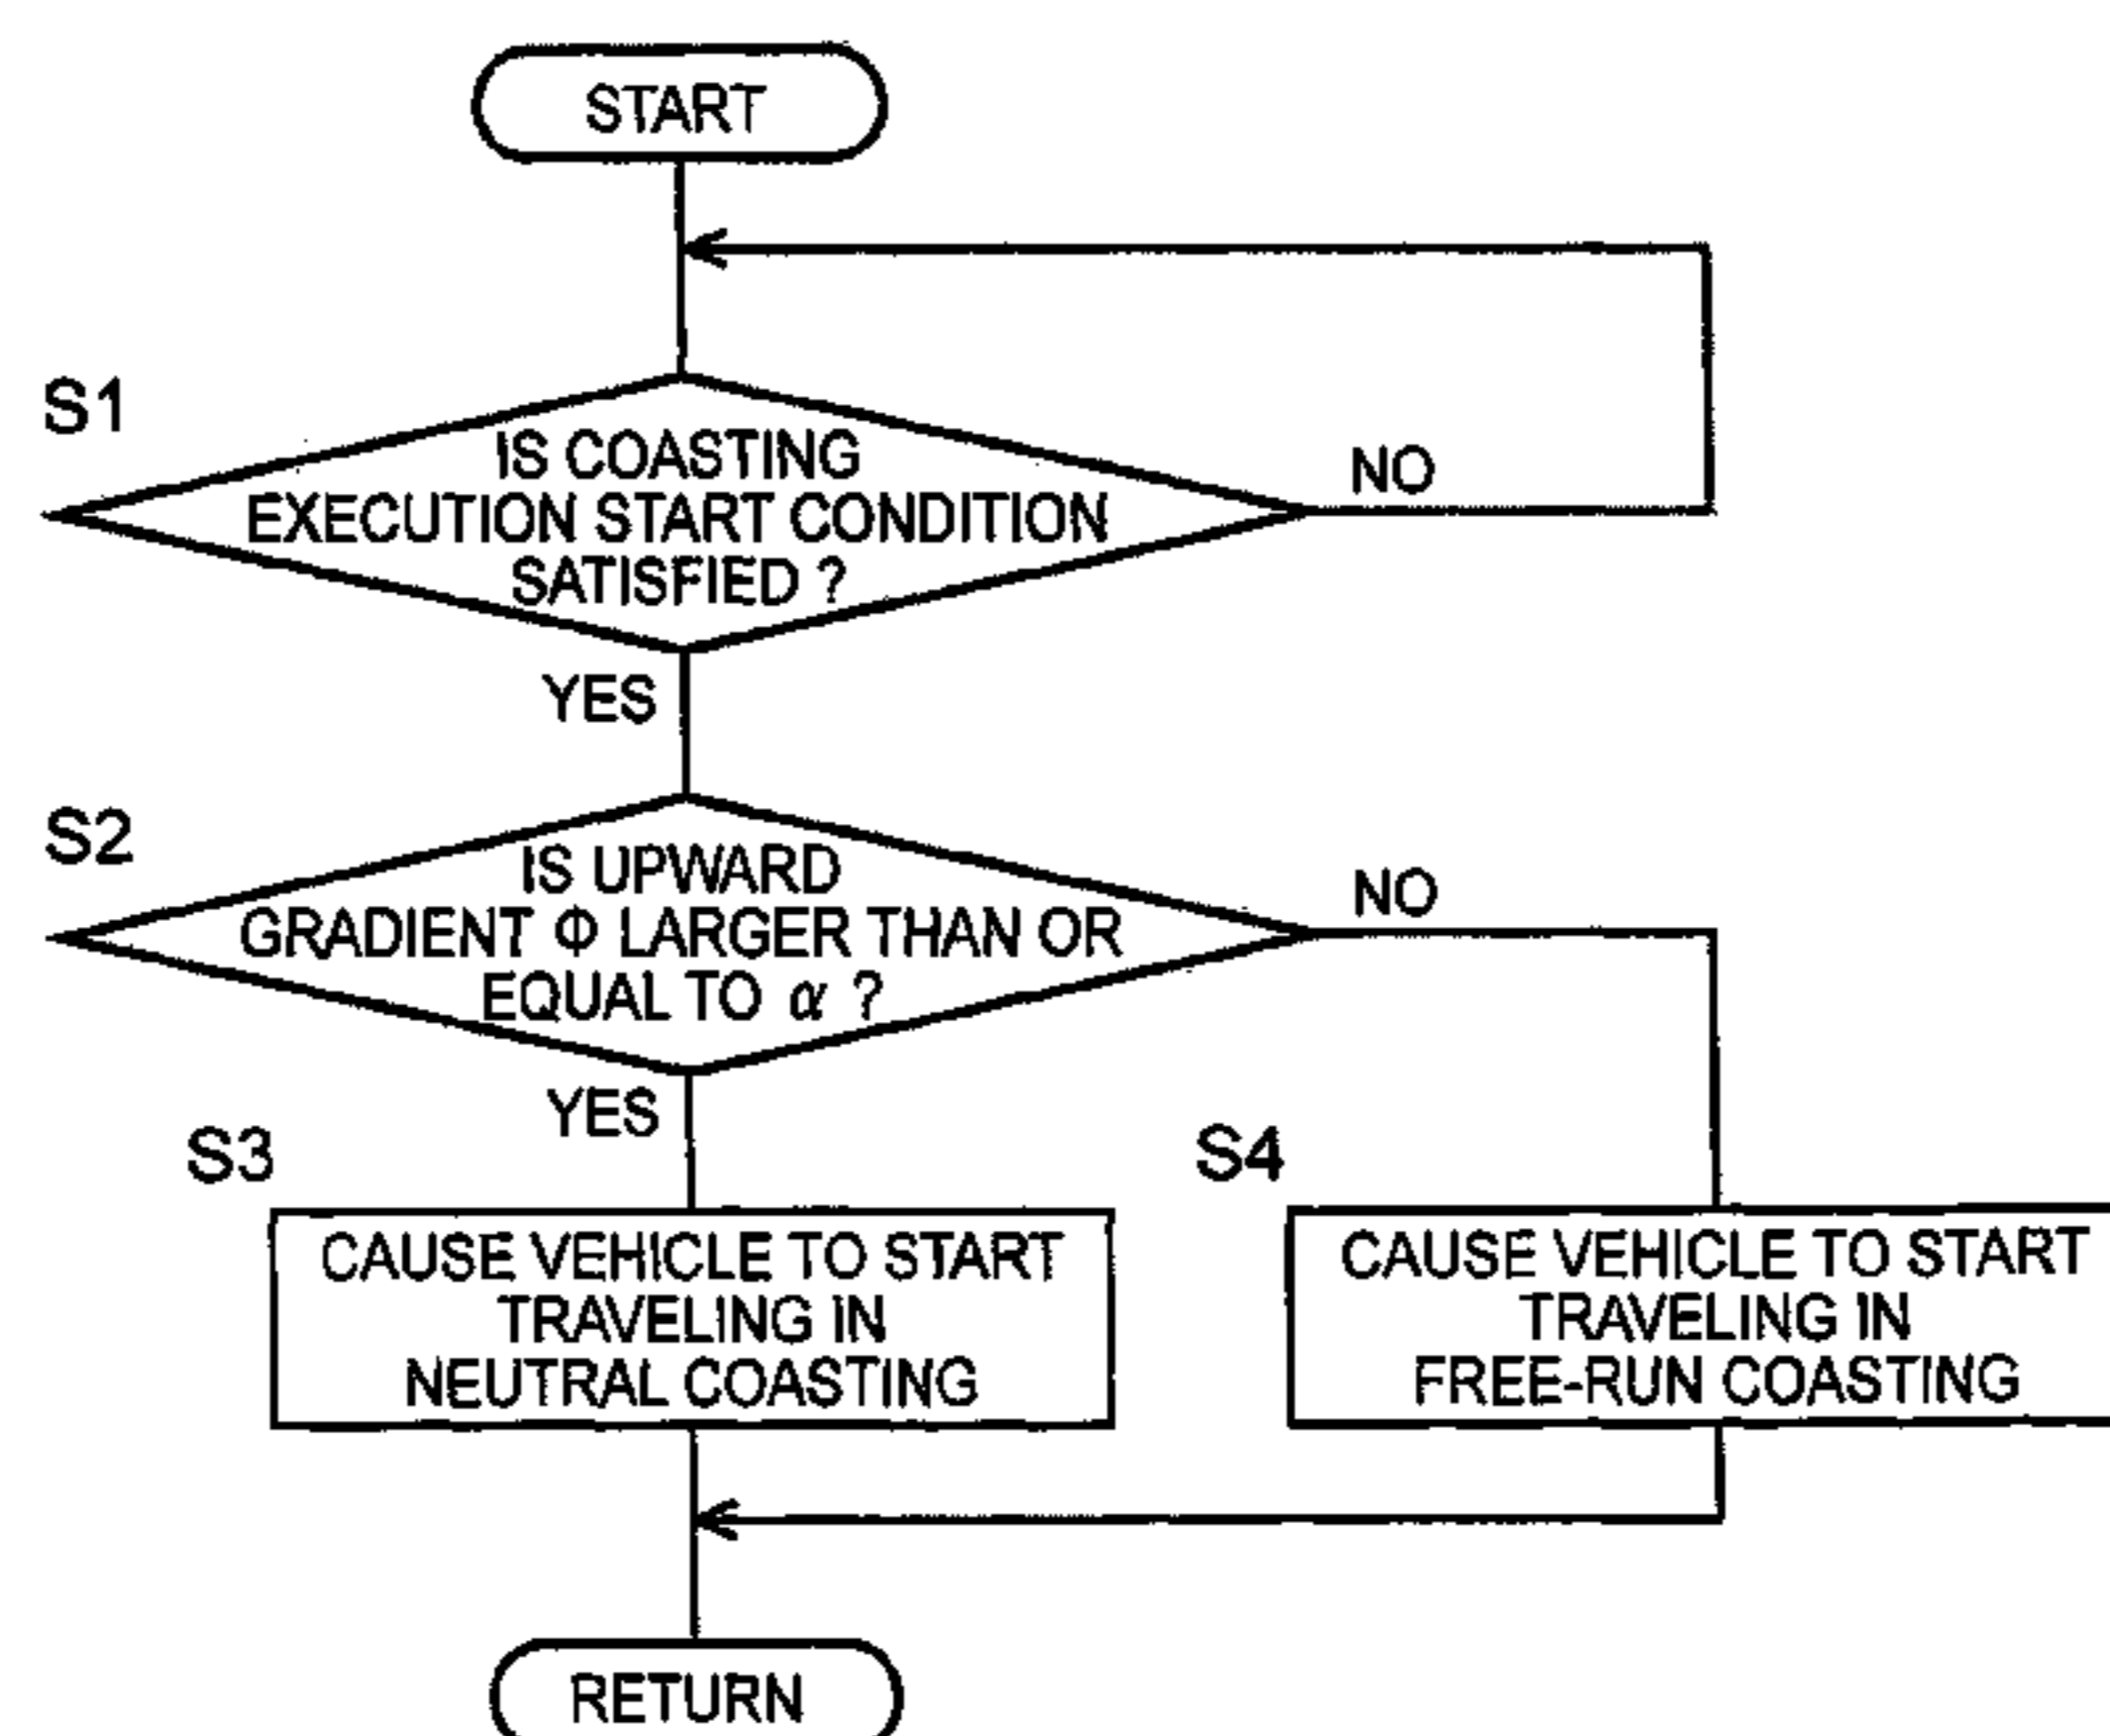 START
S1
IS COASTING
EXECUTION START CONDITION
SATISFIED ?
NO
YES
S2
IS UPWARD
GRADIENT Φ LARGER THAN OR
EQUAL TO α ?
NO
YES
S3
CAUSE VEHICLE TO START
TRAVELING IN
NEUTRAL COASTING
S4
CAUSE VEHICLE TO START
TRAVELING IN
FREE-RUN COASTING
RETURN